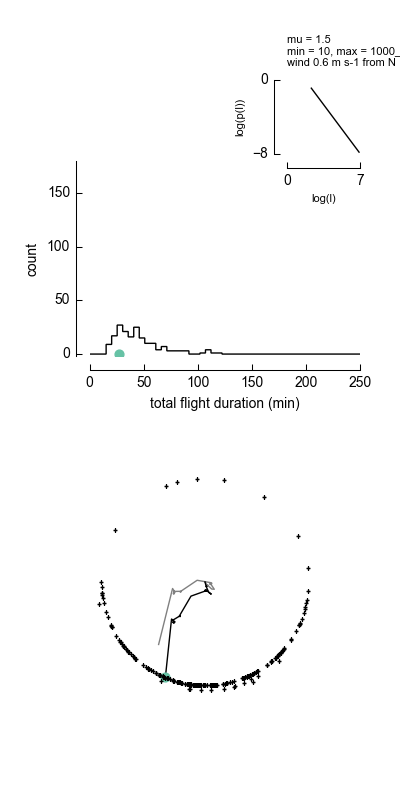 mu = 1.5
min = 10, max = 1000_
wind 0.6 m s-1 from N
0
log(p(l))
−8
0
7
log(l)
150
100
50
0
count
0
50
100
150
200
250
total flight duration (min)